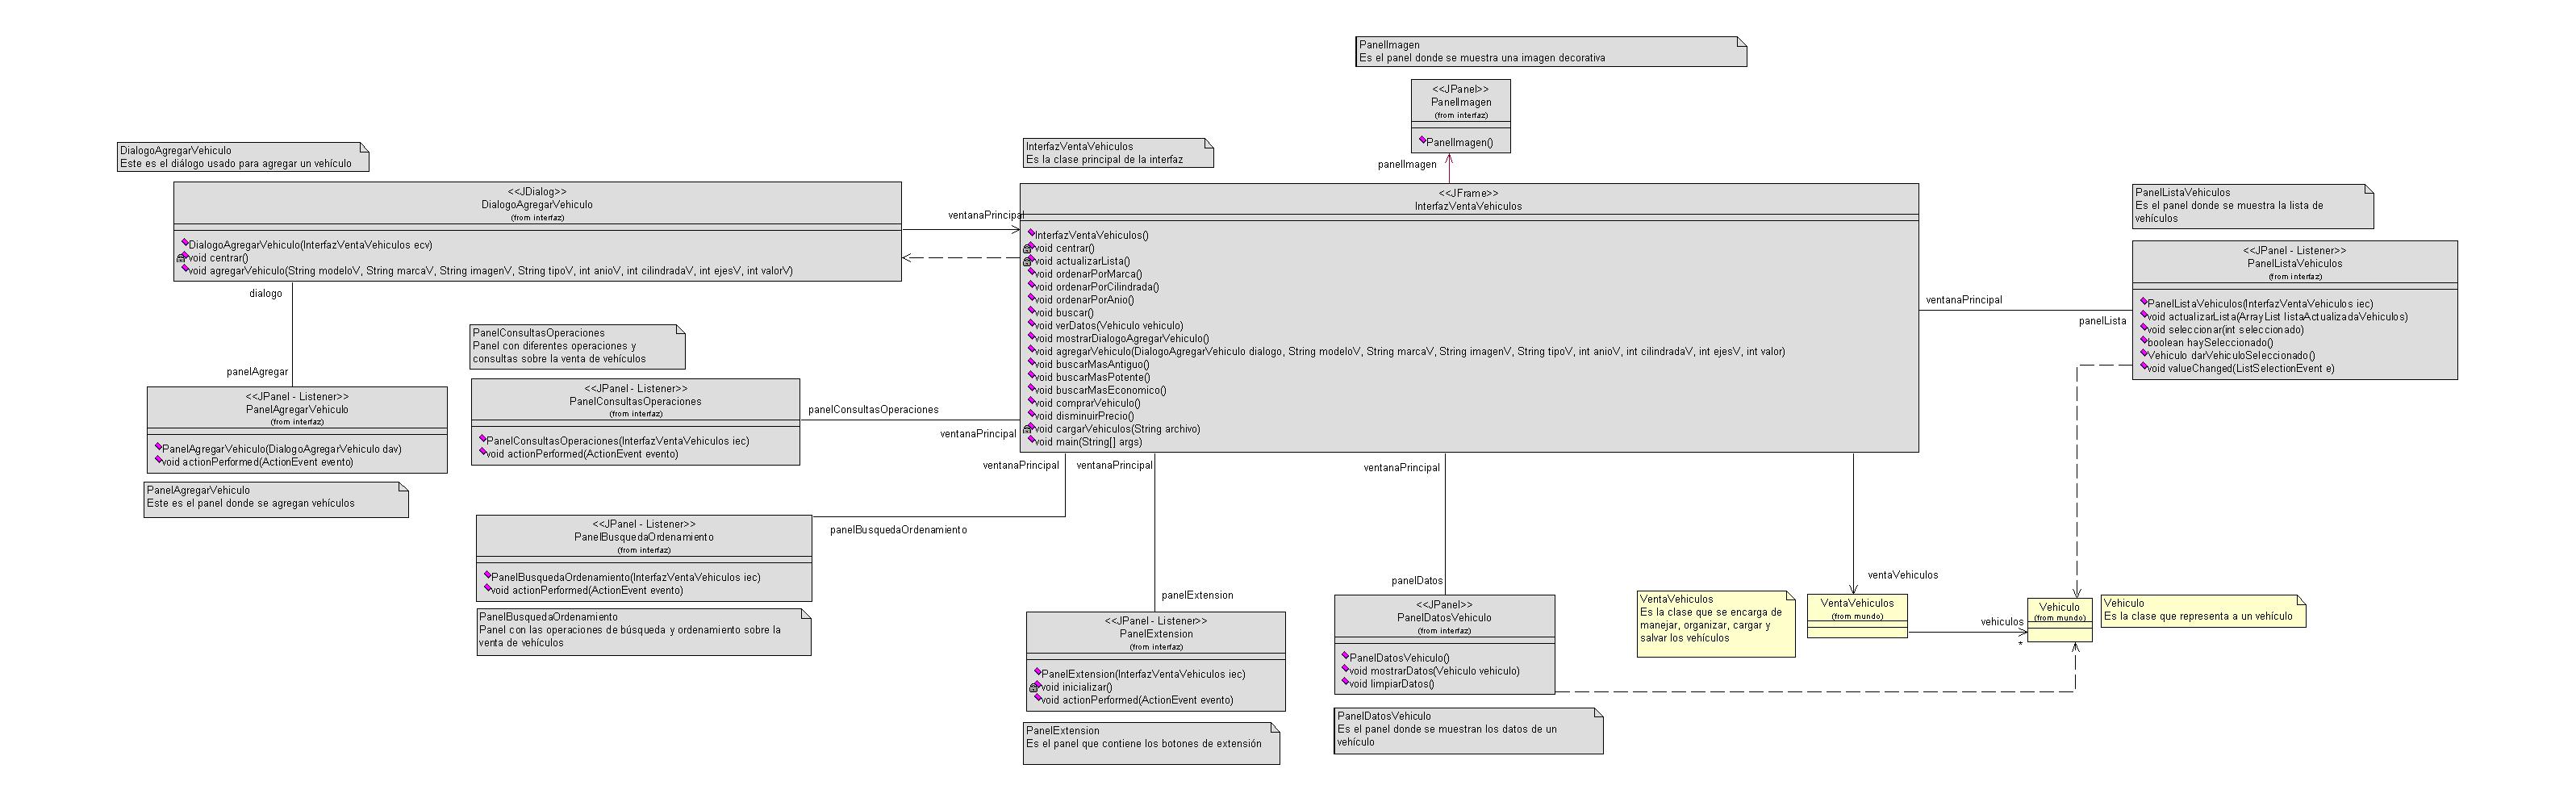 PanelImagen
Es el panel donde se muestra una imagen decorativa
<<JPanel>>
PanelImagen
(from interfaz)
PanelImagen()
panelImagen
DialogoAgregarVehiculo
Este es el diálogo usado para agregar un vehículo
<<JDialog>>
DialogoAgregarVehiculo
(from interfaz)
DialogoAgregarVehiculo(InterfazVentaVehiculos ecv)
void centrar()
void agregarVehiculo(String modeloV, String marcaV, String imagenV, String tipoV, int anioV, int cilindradaV, int ejesV, int valorV)
ventanaPrincipal
InterfazVentaVehiculos
Es la clase principal de la interfaz
<<JFrame>>
InterfazVentaVehiculos
InterfazVentaVehiculos()
void centrar()
void actualizarLista()
void ordenarPorMarca()
void ordenarPorCilindrada()
void ordenarPorAnio()
void buscar()
void verDatos(Vehiculo vehiculo)
void mostrarDialogoAgregarVehiculo()
void agregarVehiculo(DialogoAgregarVehiculo dialogo, String modeloV, String marcaV, String imagenV, String tipoV, int anioV, int cilindradaV, int ejesV, int valor)
void buscarMasAntiguo()
void buscarMasPotente()
void buscarMasEconomico()
void comprarVehiculo()
void disminuirPrecio()
void cargarVehiculos(String archivo)
void main(String[] args)
PanelListaVehiculos
Es el panel donde se muestra la lista de
vehículos
<<JPanel - Listener>>
PanelListaVehiculos
(from interfaz)
PanelListaVehiculos(InterfazVentaVehiculos iec)
void actualizarLista(ArrayList listaActualizadaVehiculos)
void seleccionar(int seleccionado)
boolean haySeleccionado()
Vehiculo darVehiculoSeleccionado()
void valueChanged(ListSelectionEvent e)
ventanaPrincipal
panelLista
dialogo
panelAgregar
<<JPanel - Listener>>
PanelAgregarVehiculo
(from interfaz)
PanelAgregarVehiculo(DialogoAgregarVehiculo dav)
void actionPerformed(ActionEvent evento)
PanelAgregarVehiculo
Este es el panel donde se agregan vehículos
PanelConsultasOperaciones
Panel con diferentes operaciones y
consultas sobre la venta de vehículos
<<JPanel - Listener>>
PanelConsultasOperaciones
(from interfaz)
PanelConsultasOperaciones(InterfazVentaVehiculos iec)
void actionPerformed(ActionEvent evento)
panelConsultasOperaciones
ventanaPrincipal
ventanaPrincipal
ventanaPrincipal
ventanaPrincipal
<<JPanel - Listener>>
PanelBusquedaOrdenamiento
(from interfaz)
PanelBusquedaOrdenamiento(InterfazVentaVehiculos iec)
void actionPerformed(ActionEvent evento)
panelBusquedaOrdenamiento
PanelBusquedaOrdenamiento
Panel con las operaciones de búsqueda y ordenamiento sobre la
venta de vehículos
panelExtension
<<JPanel - Listener>>
PanelExtension
(from interfaz)
PanelExtension(InterfazVentaVehiculos iec)
void inicializar()
void actionPerformed(ActionEvent evento)
PanelExtension
Es el panel que contiene los botones de extensión
panelDatos
<<JPanel>>
PanelDatosVehiculo
(from interfaz)
PanelDatosVehiculo()
void mostrarDatos(Vehiculo vehiculo)
void limpiarDatos()
PanelDatosVehiculo
Es el panel donde se muestran los datos de un
vehículo
ventaVehiculos
VentaVehiculos
Es la clase que se encarga de
manejar, organizar, cargar y
salvar los vehículos
VentaVehiculos
(from mundo)
vehiculos
*
Vehiculo
(from mundo)
Vehiculo
Es la clase que representa a un vehículo